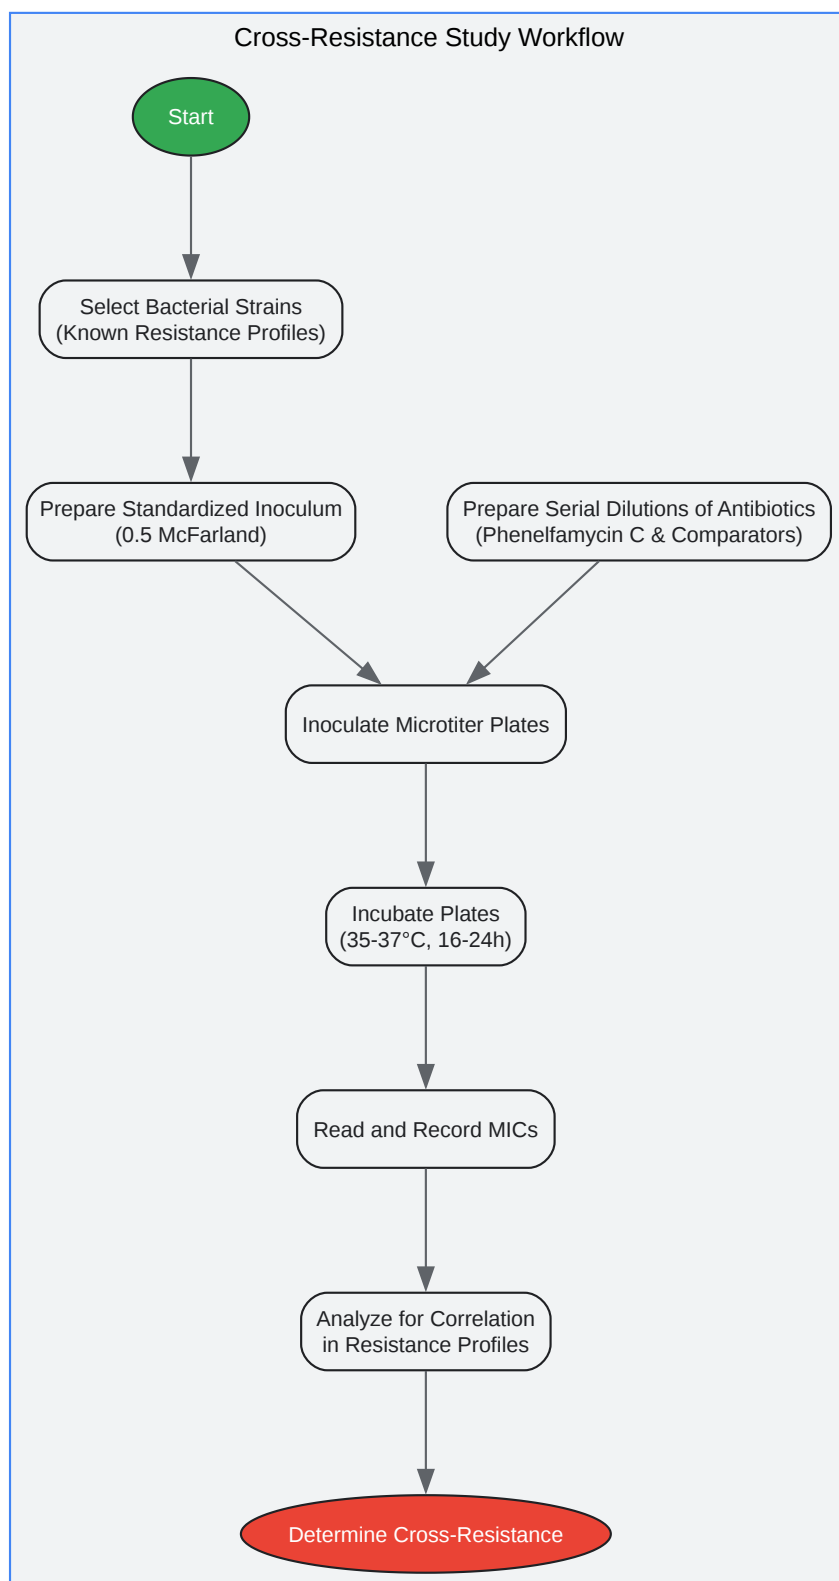 Cross-Resistance Study Workflow
Start
Select Bacterial Strains
(Known Resistance Profiles)
Prepare Standardized Inoculum
(0.5 McFarland)
Prepare Serial Dilutions of Antibiotics
(Phenelfamycin C & Comparators)
Inoculate Microtiter Plates
Incubate Plates
(35-37°C, 16-24h)
Read and Record MICs
Analyze for Correlation
in Resistance Profiles
Determine Cross-Resistance